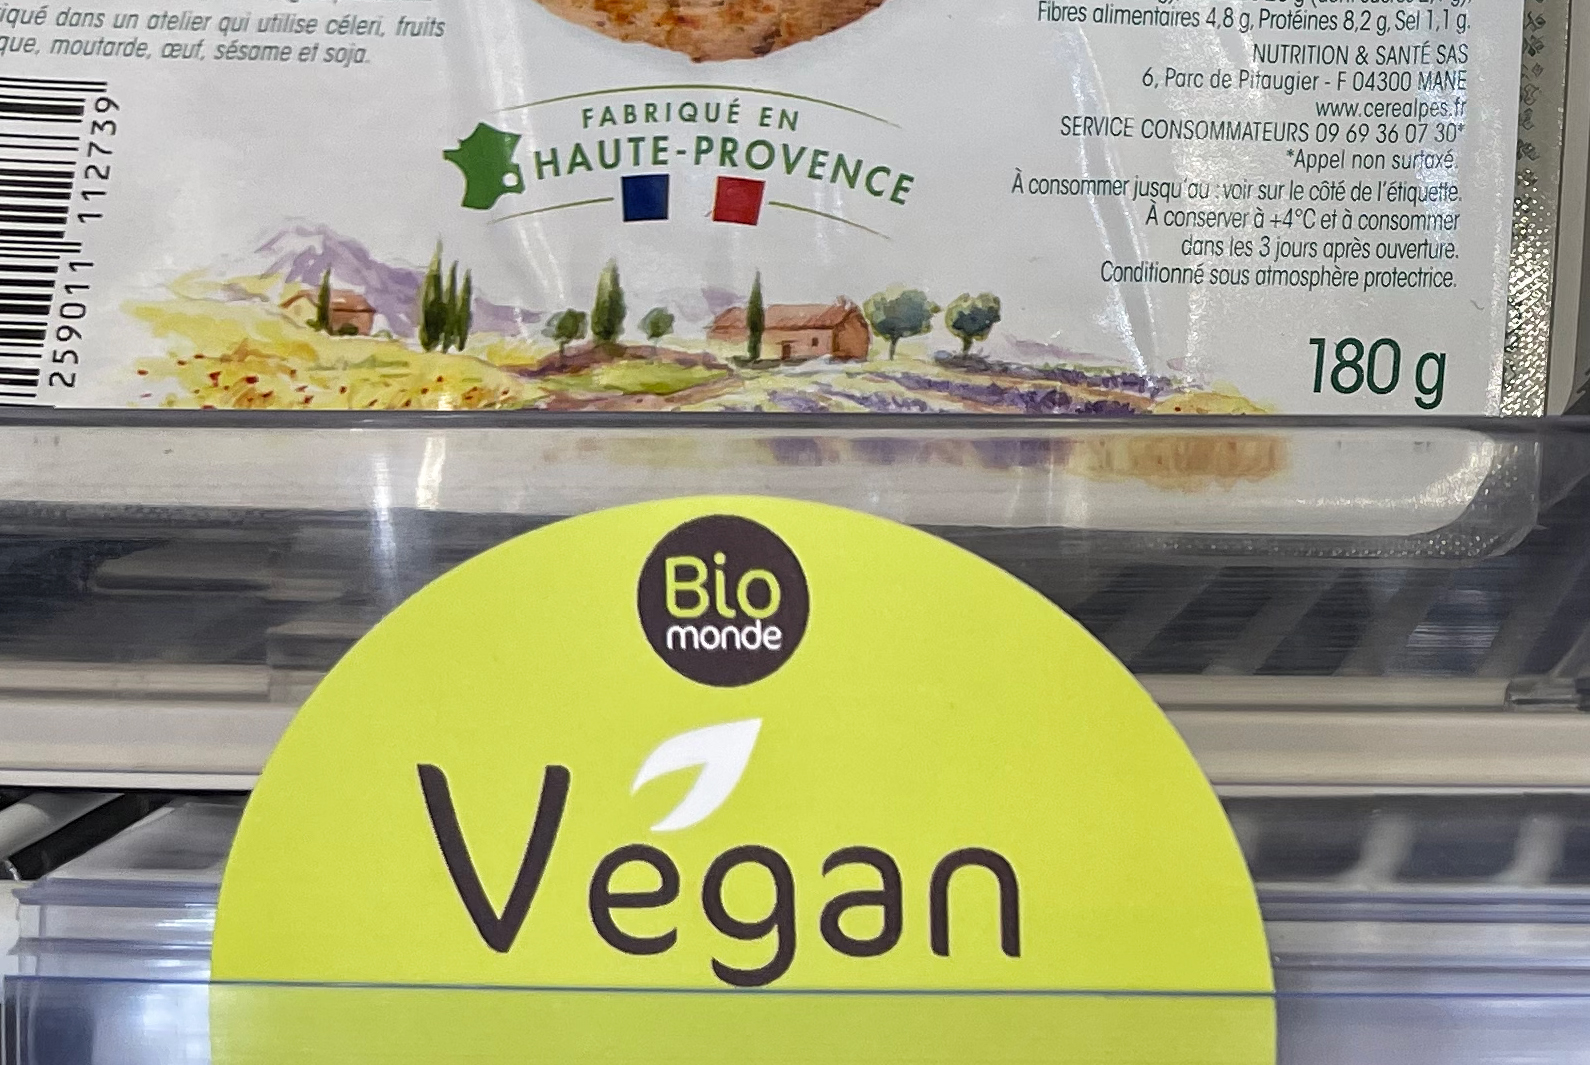 dans un atelier qui utilise céleri, fruits
moutarde, œuf, sésame et soja.
259011 112739
FABRIQUÉ EN
HAUTE-PROVENCE
Fibres alimentaires 4,8 g, Protéines 8,2 g, Sel 1,1 g.
NUTRITION & SANTÉ SAS
6, Parc de Pitaugier - F 04300 MANE
www.cerealpes.fr
SERVICE CONSOMMATEURS 09 69 36 07 30*
*Appel non surtaxé.
À consommer jusqu'au : voir sur le côté de l'étiquette.
À conserver à +4°C et à consommer
dans les 3 jours après ouverture.
Conditionné sous atmosphère protectrice.
180 g
Bio
monde
Végan